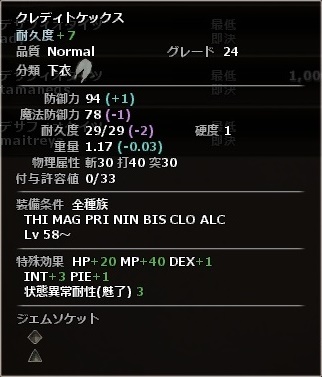 クレディトケックス
耐久度+7
品質 Normal グレード 24
分類 下衣
防御力 94 (+1)
魔法防御力 78 (-1)
耐久度 29/29 (-2) 硬度 1
重量 1.17 (-0.03)
物理属性 斬30 打40 突30
付与許容値 0/33
装備条件 全種族
THI MAG PRI NIN BIS CLO ALC
Lv 58～
特殊効果 HP+20 MP+40 DEX+1
INT+3 PIE+1
状態異常耐性(魅了) 3
ジェムソケット